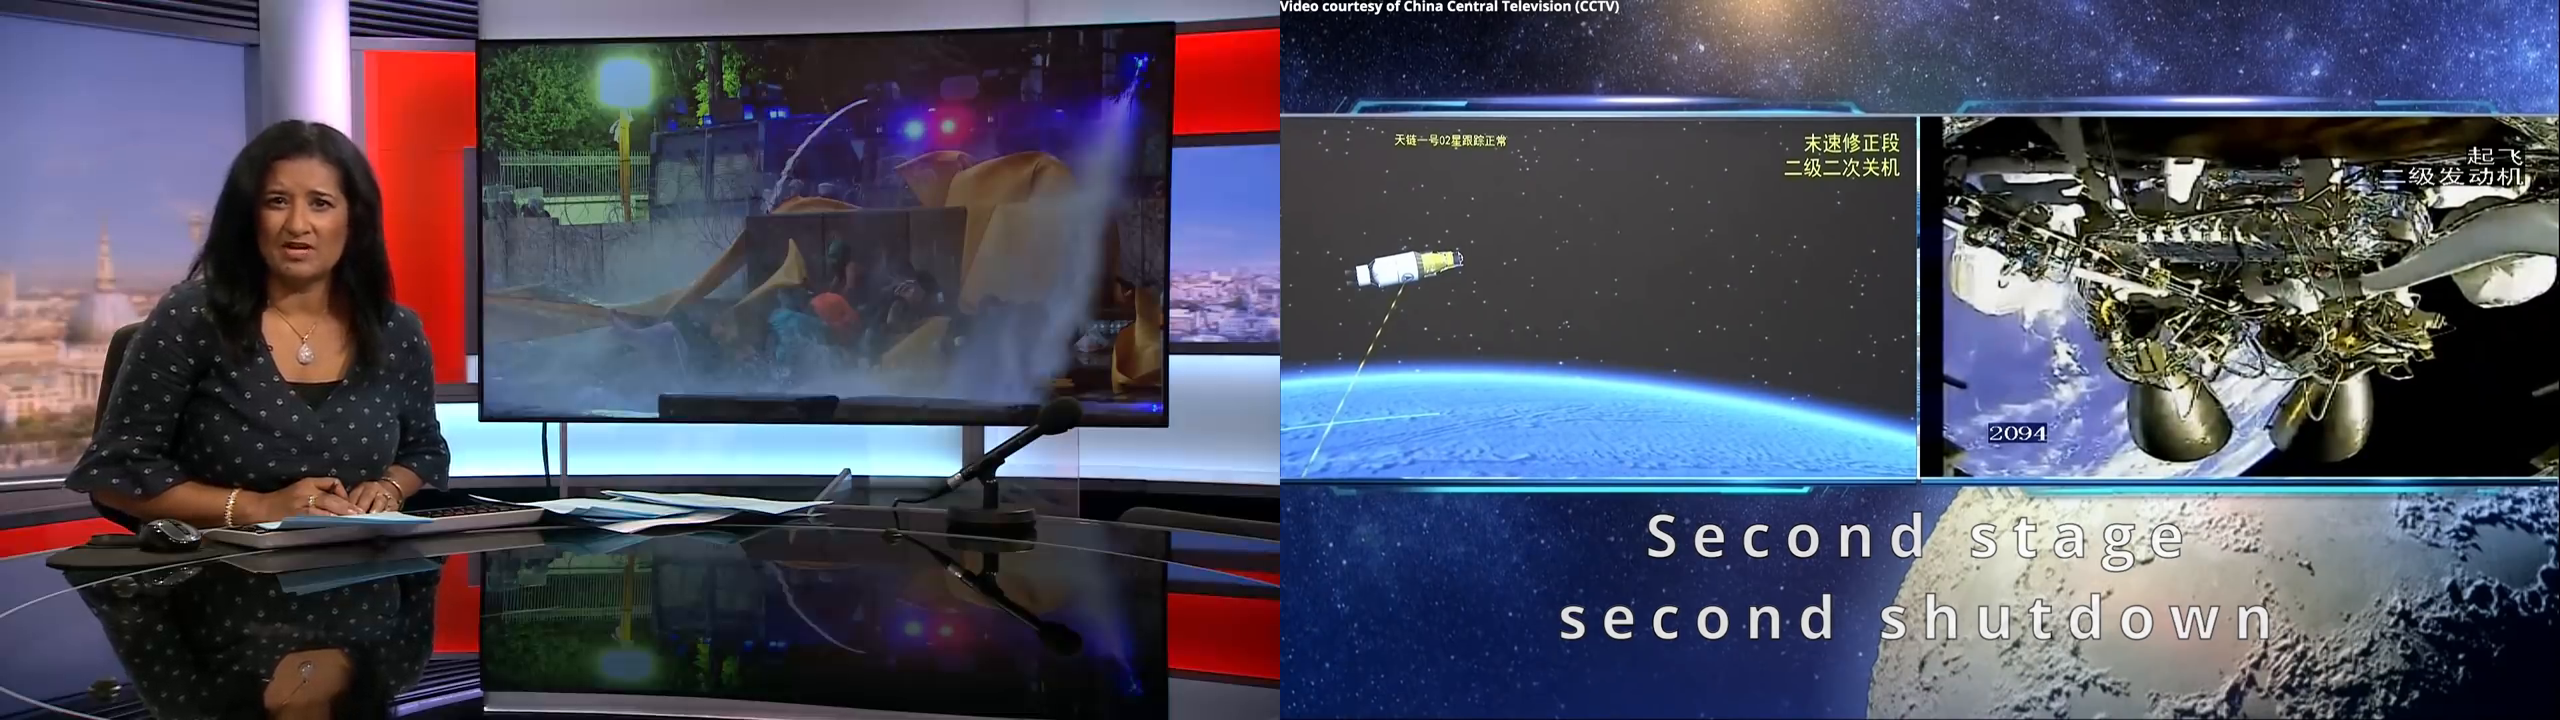 Video courtesy of China Central Television (CCTV)
天链一号02星跟踪正常
末速修正段
二级二次关机
起飞
二级发动机
2094
Second stage
second shutdown